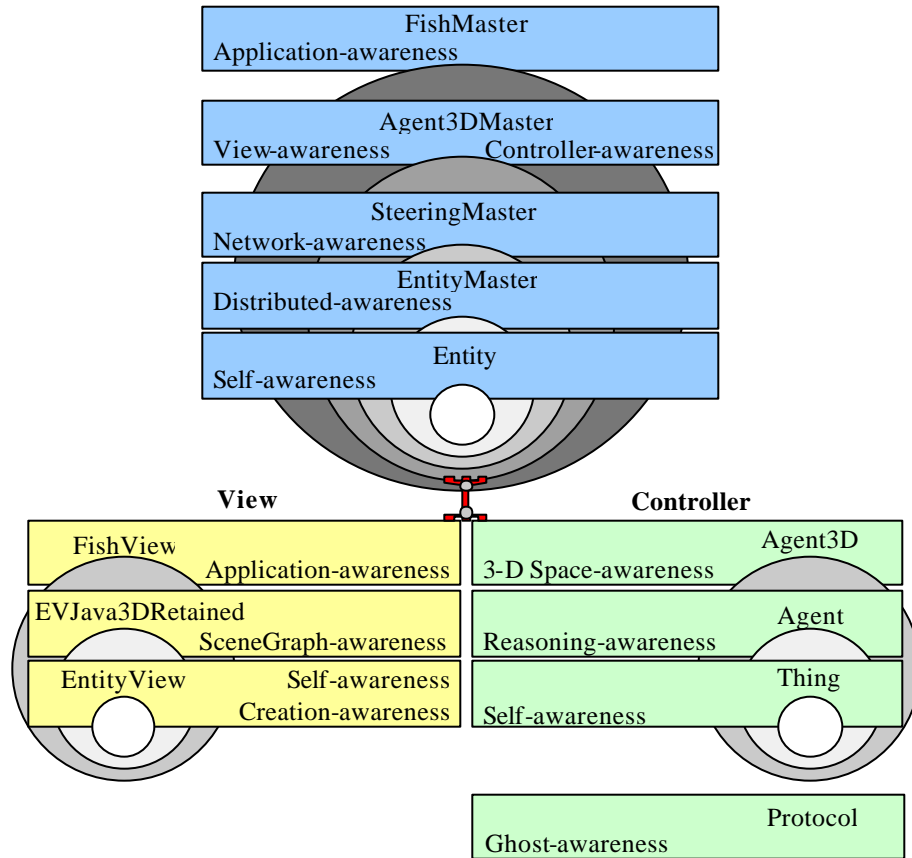 FishMaster
Application-awareness
Agent3DMaster
View-awareness Controller-awareness
SteeringMaster
Network-awareness
EntityMaster
Distributed-awareness
Entity
Self-awareness
View Controller
FishView
Application-awareness
EVJava3DRetained
SceneGraph-awareness
EntityView Self-awareness
Creation-awareness
Agent3D
3-D Space-awareness
Agent
Reasoning-awareness
Thing
Self-awareness
Protocol
Ghost-awareness